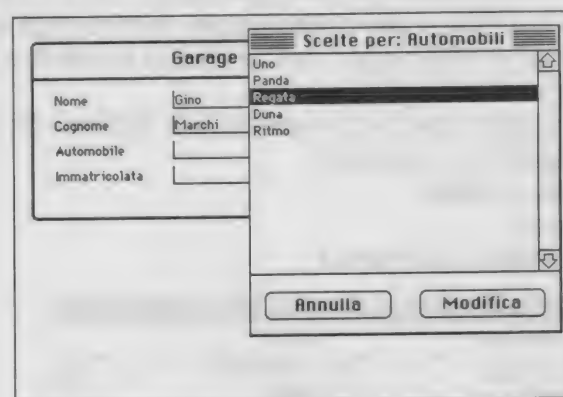 Garage
Nome Gino
Cognome Marchi
Automobile
Immatricolata
Scelte per: Automobili
Uno
Panda
Regata
Duna
Ritmo
Annulla Modifica